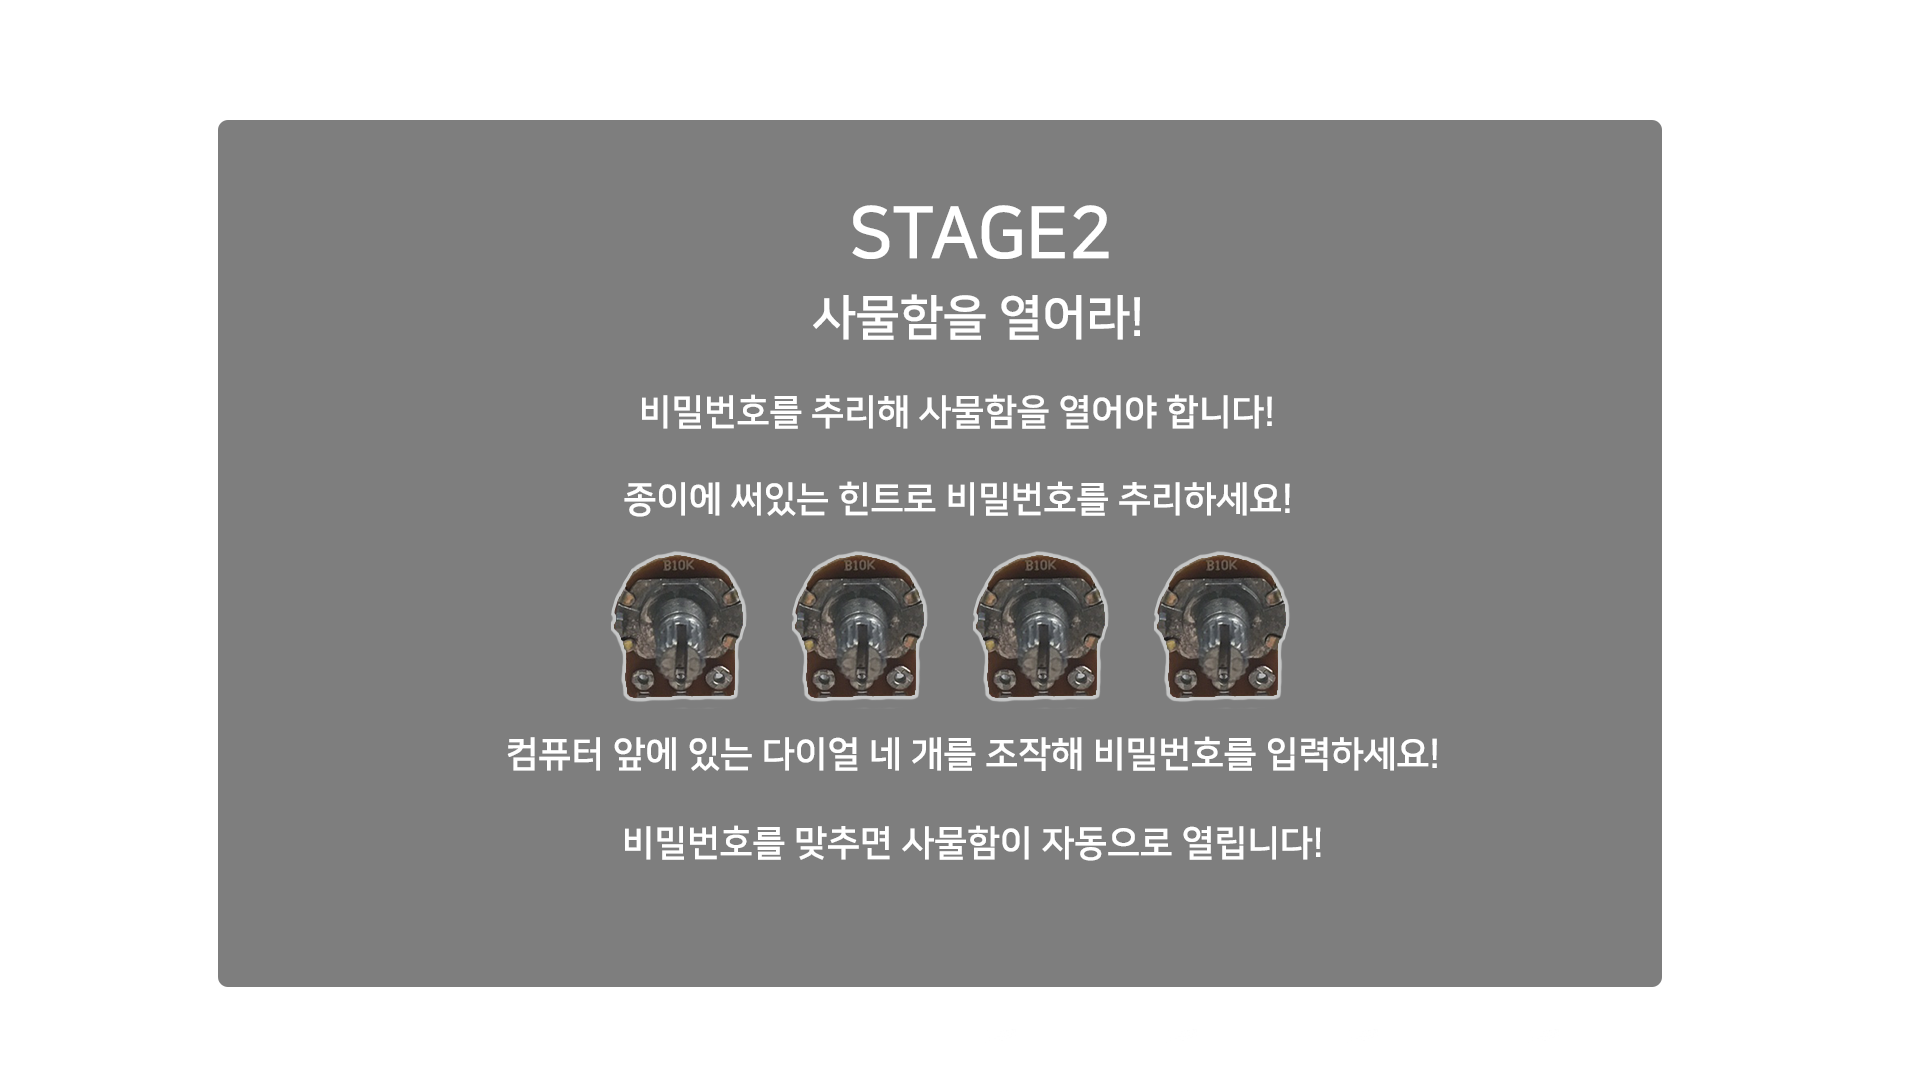 STAGE2
사물함을 열어라!
비밀번호를 추리해 사물함을 열어야 합니다!
종이에 써있는 힌트로 비밀번호를 추리하세요!
B10K B10K B10K B10K
컴퓨터 앞에 있는 다이얼 네 개를 조작해 비밀번호를 입력하세요!
비밀번호를 맞추면 사물함이 자동으로 열립니다!